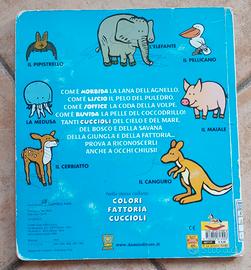 L'ELEFANTE
IL PIPISTRELLO
IL PELLICANO
COM'È MORBIDA LA LANA DELL'AGNELLO.
COM'È LISCIO IL PELO DEL PULEDRO.
COM'È SOFFICE LA CODA DELLA VOLPE.
COM'È RUVIDA LA PELLE DEL COCCODRILLO!
TANTI CUCCIOLI DEL CIELO E DEL MARE,
DEL BOSCO E DELLA SAVANA
DELLA GIUNGLA E DELLA FATTORIA...
PROVA A RICONOSCERLI
ANCHE A OCCHI CHIUSI!
LA MEDUSA
IL MAIALE
IL CERBIATTO
IL CANGURO
Nella stessa collana:
COLORI
FATTORIA
CUCCIOLI
CE
www.damieditore.it